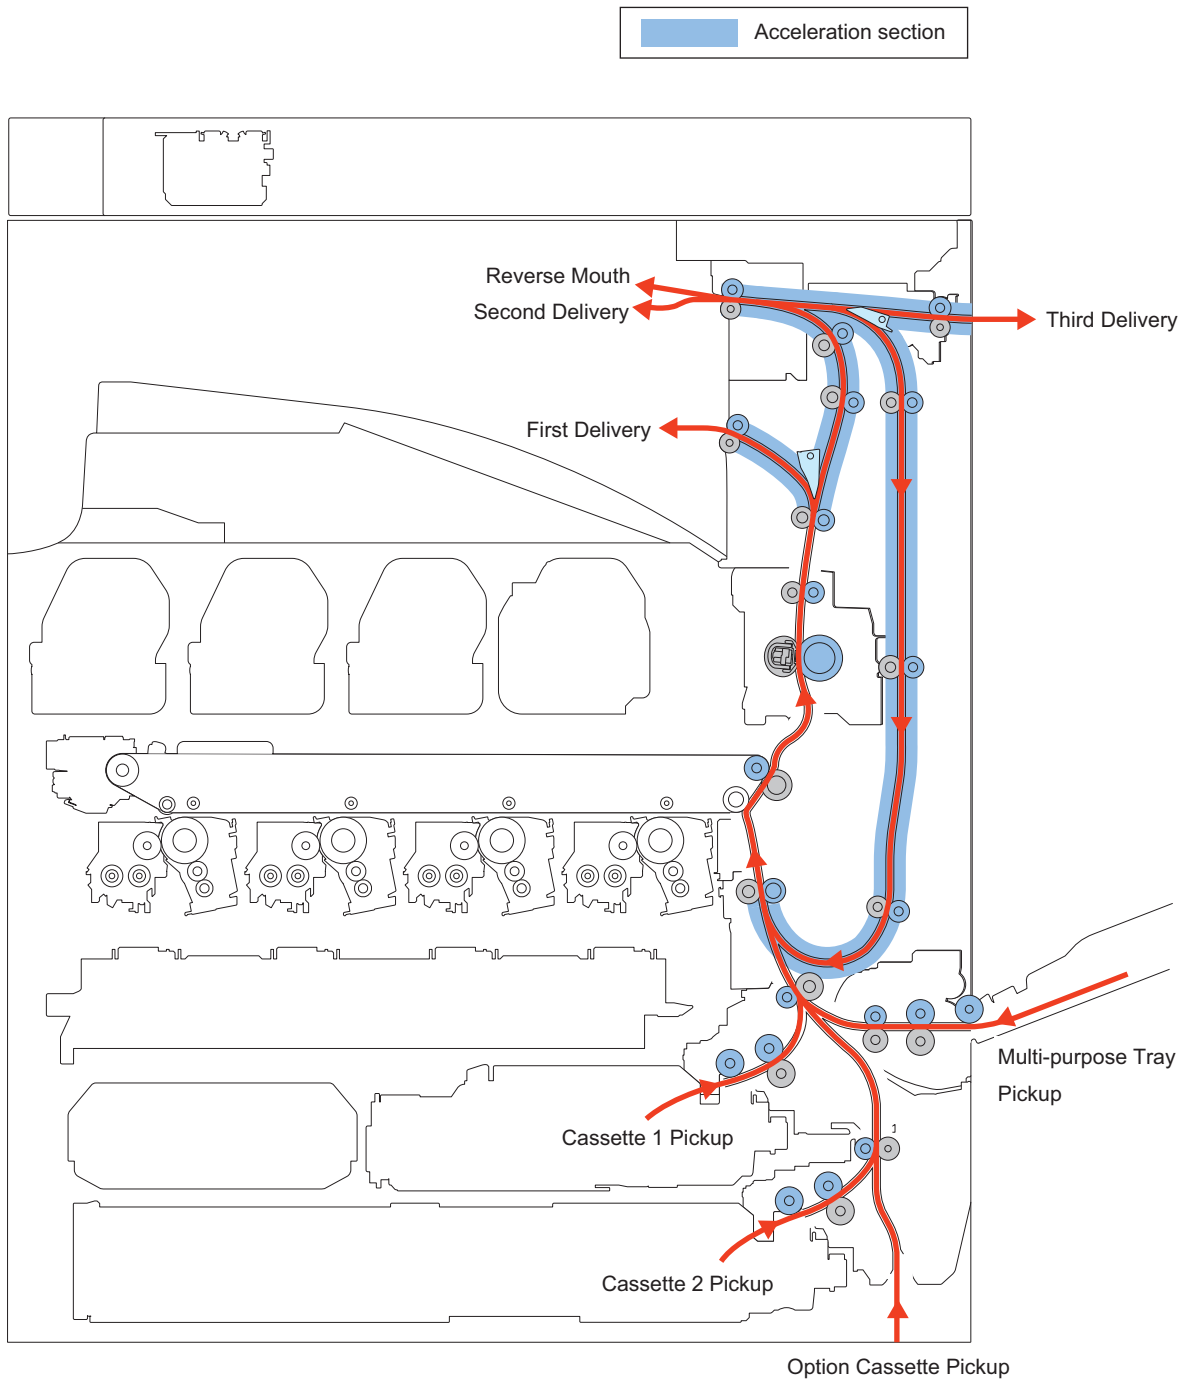 Acceleration section
Reverse Mouth
Second Delivery
Third Delivery
First Delivery
Multi-purpose Tray
Pickup
Cassette 1 Pickup
Cassette 2 Pickup
Option Cassette Pickup